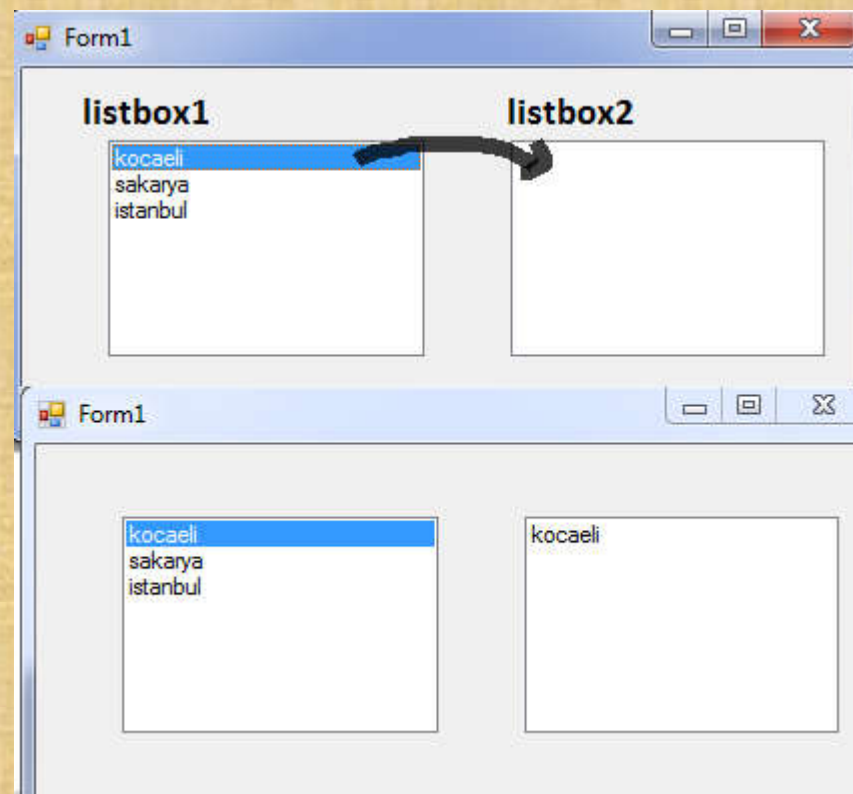 Form1
listbox1 listbox2
kocaeli
sakarya
istanbul
Form1
kocaeli kocaeli
sakarya
istanbul